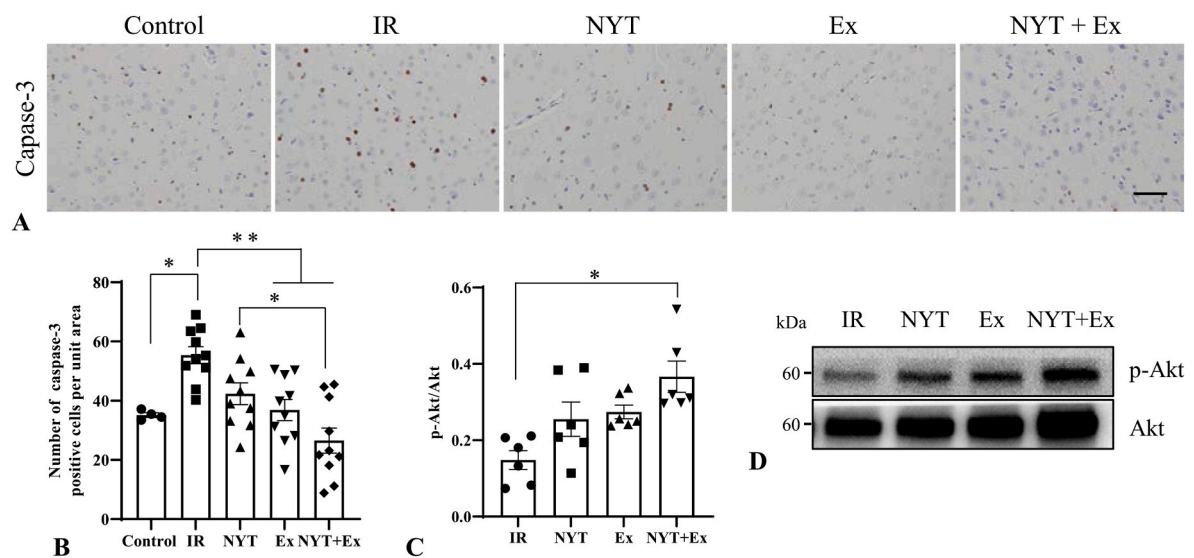 Control IR NYT Ex NYT + Ex
Capase-3
A
Number of caspase-3
positive cells per unit area
80
60
40
20
0
*
**
*
Control IR NYT Ex NYT+Ex
B
p-Akt/Akt
0.6
0.4
0.2
0.0
*
IR NYT Ex NYT+Ex
C
kDa IR NYT Ex NYT+Ex
60 p-Akt
60 Akt
D